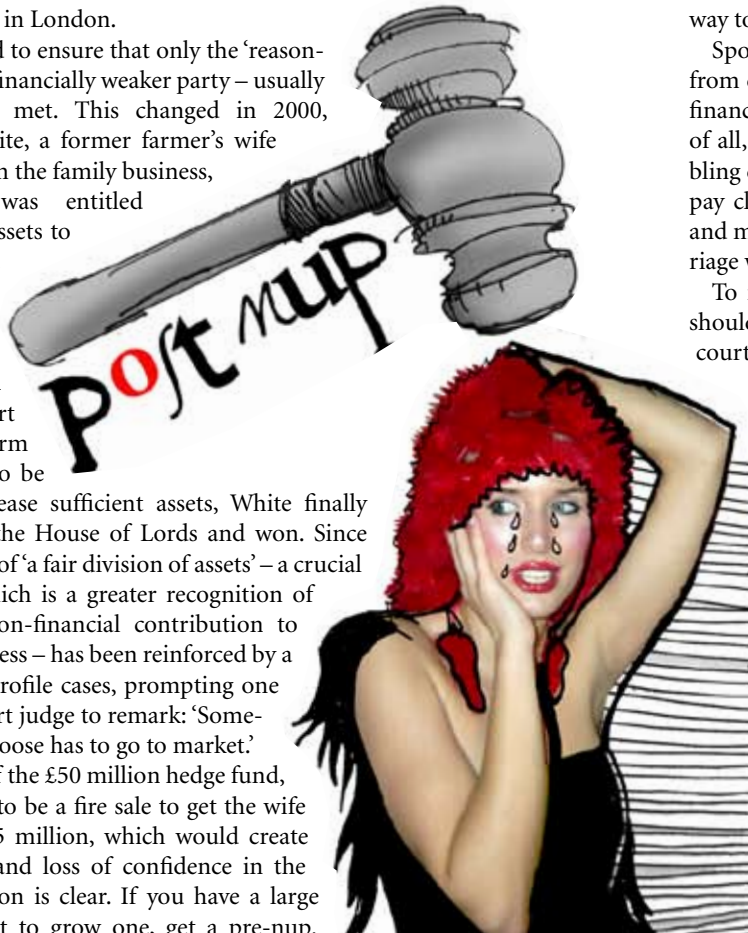 in London.
d to ensure that only the ‘reason-
inancially weaker party – usually
met. This changed in 2000,
ite, a former farmer’s wife
n the family business,
was entitled
ssets to
rt
rm
o be
ease sufficient assets, White finally
the House of Lords and won. Since
of ‘a fair division of assets’ – a crucial
ich is a greater recognition of
on-financial contribution to
ess – has been reinforced by a
rofile cases, prompting one
rt judge to remark: ‘Some-
oose has to go to market.’
f the £50 million hedge fund,
to be a fire sale to get the wife
5 million, which would create
and loss of confidence in the
on is clear. If you have a large
t to grow one, get a pre-nup.
post nup
way to
Spo
from
financ
of all,
bling
pay cl
and m
riage
To
should
court